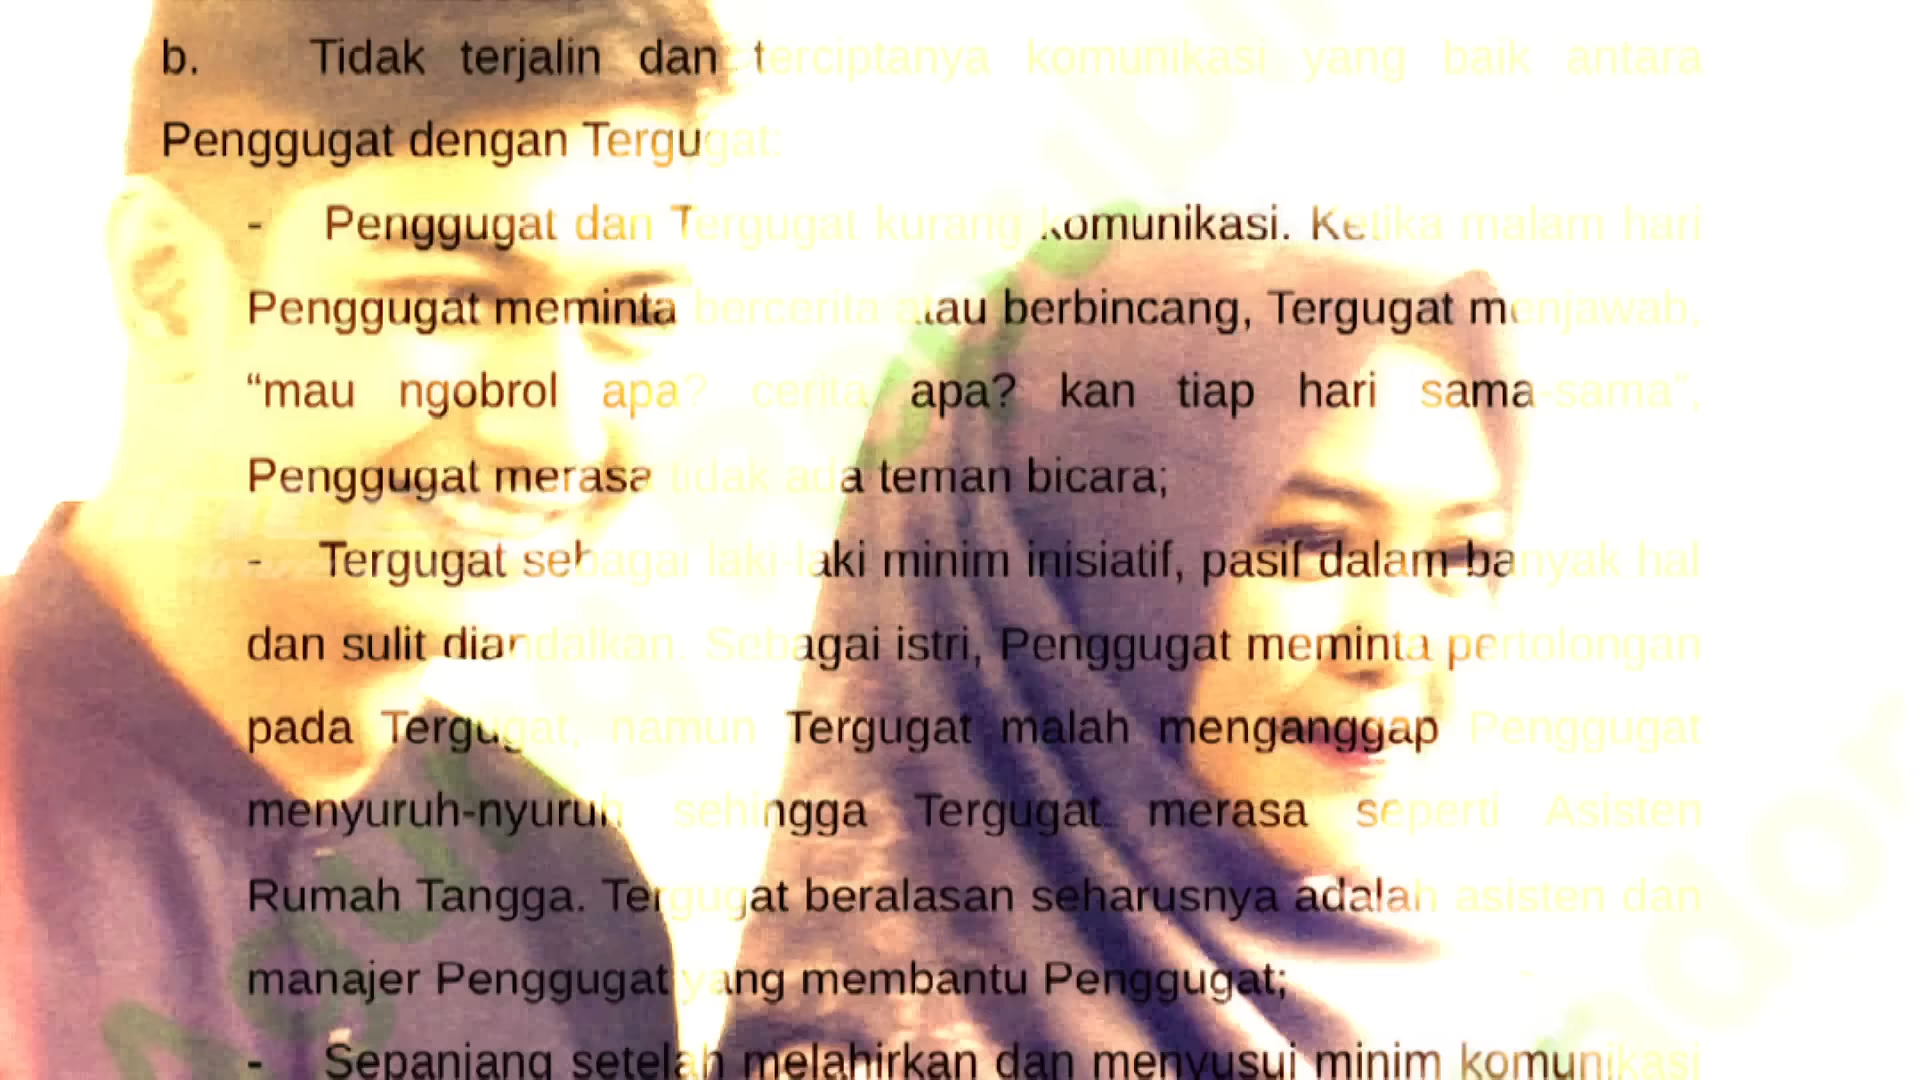 b. Tidak terjalin dan terciptanya komunikasi yang baik antara
Penggugat dengan Tergugat:
- Penggugat dan Tergugat kurang komunikasi. Ketika malam hari
Penggugat meminta bercerita atau berbincang, Tergugat menjawab,
“mau ngobrol apa? cerita apa? kan tiap hari sama-sama”,
Penggugat merasa tidak ada teman bicara;
- Tergugat sebagai laki-laki minim inisiatif, pasif dalam banyak hal
dan sulit diandalkan. Sebagai istri, Penggugat meminta pertolongan
pada Tergugat, namun Tergugat malah menganggap Penggugat
menyuruh-nyuruh sehingga Tergugat merasa seperti Asisten
Rumah Tangga. Tergugat beralasan seharusnya adalah asisten dan
manajer Penggugat yang membantu Penggugat;
- Sepanjang setelah melahirkan dan menyusui minim komunikasi